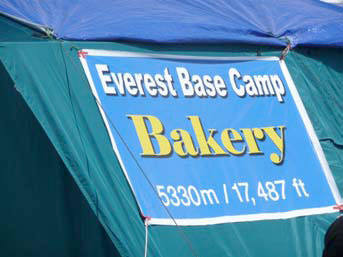 Everest Base Camp
Bakery
5330m / 17,487 ft